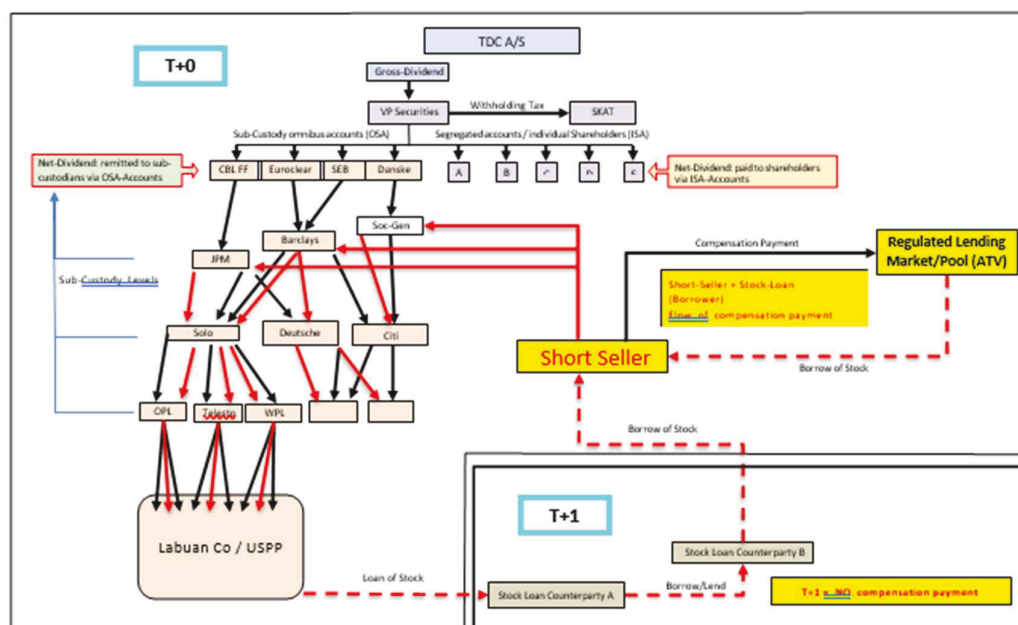 TDC A/S
T+0
Gross-Dividend
VP Securities
Withholding Tax
SKAT
Sub-Custody omnibus accounts (OSA)
Segregated accounts / individual Shareholders (ISA)
Net-Dividend: remitted to sub-
custodians via OSA-Accounts
CBL FF
Euroclear
SEB
Danske
A
B
C
D
Net-Dividend: paid to shareholders
via ISA-Accounts
Soc-Gen
Barclays
JPM
Compensation Payment
Regulated Lending
Market/Pool (ATV)
Sub-Custody Levels
Short-Seller + Stock-Loan
(Borrower)
Flow of compensation payment
Solo
Deutsche
Citi
Short Seller
Borrow of Stock
OPL
Telesto
WPL
Borrow of Stock
T+1
Labuan Co / USPP
Stock Loan Counterparty B
Loan of Stock
Borrow/Lend
Stock Loan Counterparty A
T+1 = NO compensation payment